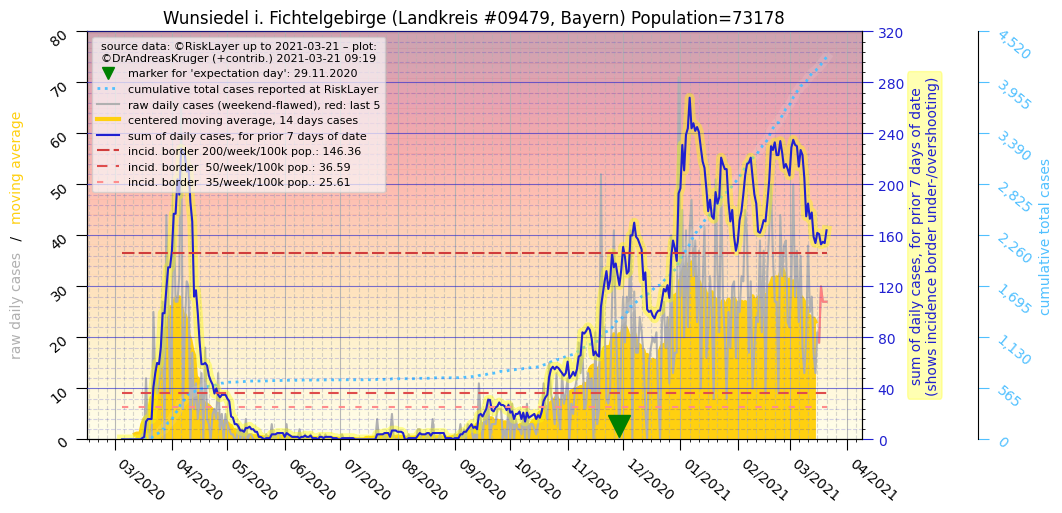 Wunsiedel i. Fichtelgebirge (Landkreis #09479, Bayern) Population=73178
source data: ©RiskLayer up to 2021-03-21 – plot:
©DrAndreasKruger (+contrib.) 2021-03-21 09:19
marker for 'expectation day': 29.11.2020
cumulative total cases reported at RiskLayer
raw daily cases (weekend-flawed), red: last 5
centered moving average, 14 days cases
sum of daily cases, for prior 7 days of date
incid. border 200/week/100k pop.: 146.36
incid. border  50/week/100k pop.: 36.59
incid. border  35/week/100k pop.: 25.61
raw daily cases  /  moving average
80
70
60
50
40
30
20
10
0
03/2020
04/2020
05/2020
06/2020
07/2020
08/2020
09/2020
10/2020
11/2020
12/2020
01/2021
02/2021
03/2021
04/2021
320
280
240
200
160
120
80
40
0
sum of daily cases, for prior 7 days of date
(shows incidence border under-/overshooting)
4,520
3,955
3,390
2,825
2,260
1,695
1,130
565
0
cumulative total cases